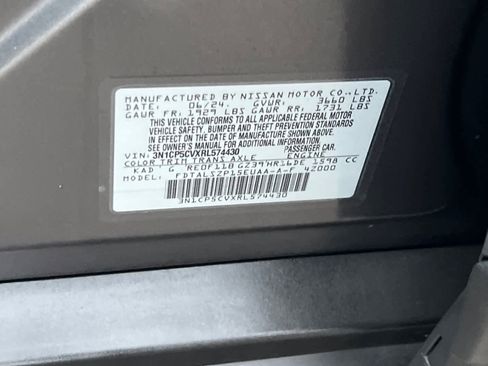 MANUFACTURED BY NISSAN MOTOR CO.,LTD.
DATE: 06/24. GVWR: 3660 LBS
GAWR FR: 1929 LBS GAWR RR: 1731 LBS
THIS VEHICLE CONFORMS TO ALL APPLICABLE FEDERAL MOTOR
VEHICLE SAFETY, BUMPER AND THEFT PREVENTION STANDARDS
IN EFFECT ON THE DATE OF MANUFACTURE SHOWN ABOVE.
SEE OWNER'S MANUAL FOR ADDITIONAL INFORMATION.
VIN: 3N1CP5CVXRL574430 PASSENGER CAR
COLOR TRIM TRANS AXLE ENGINE
KAD G RE0F11B GZ39 HR16DE 1598 CC
MODEL: FDTALSZP15EUAA-A-F 42000
3N1CP5CVXRL574430